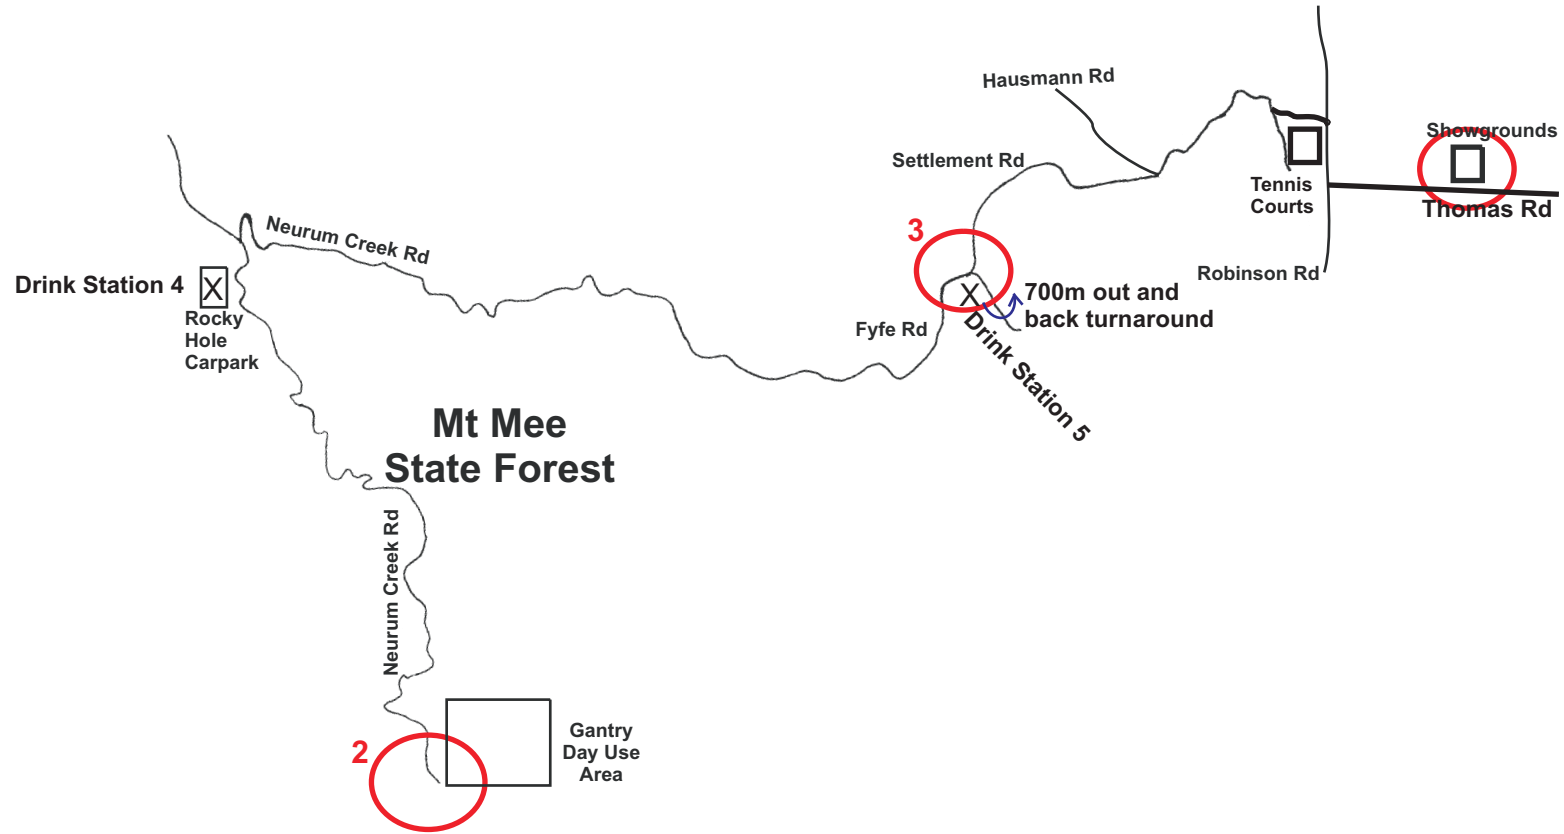 Hausmann Rd
Showgrounds
Settlement Rd
Tennis
Courts
Thomas Rd
3
Neurum Creek Rd
Robinson Rd
Drink Station 4
X
Rocky
Hole
Carpark
X
700m out and
back turnaround
Fyfe Rd
Drink Station 5
Mt Mee
State Forest
Neurum Creek Rd
2
Gantry
Day Use
Area